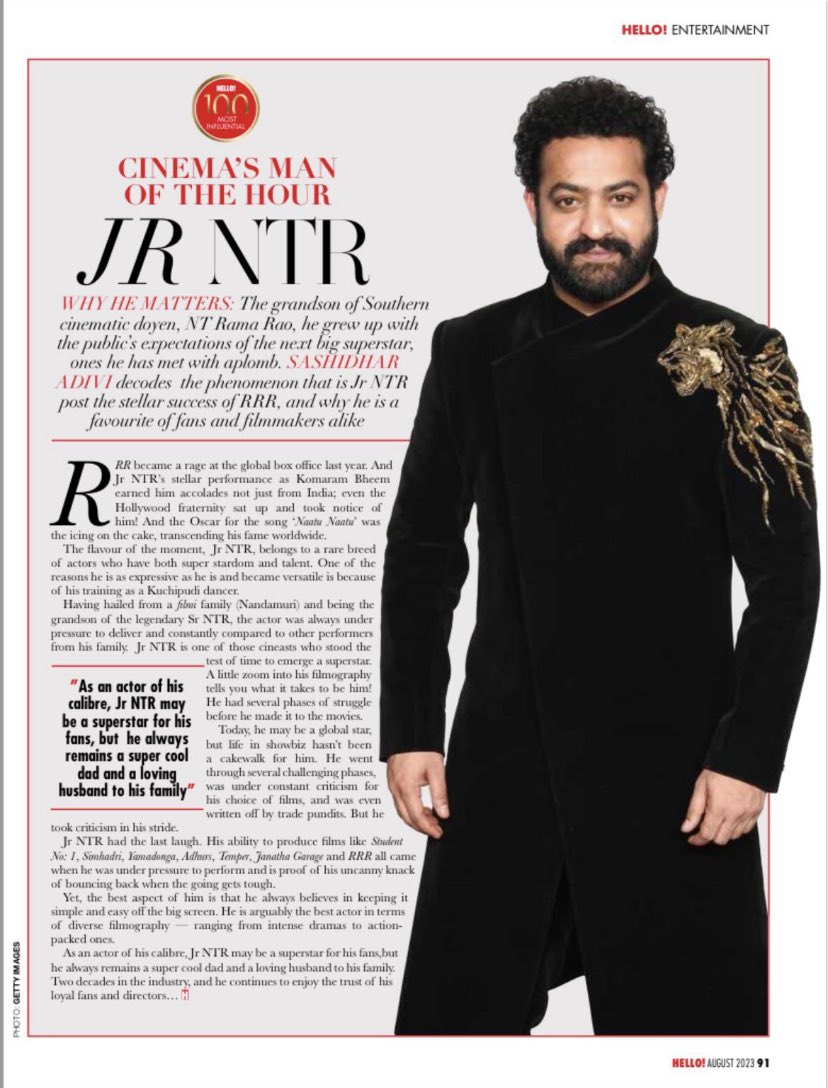 HELLO! ENTERTAINMENT
HELLO!
100
MOST
INFLUENTIAL
CINEMA'S MAN
OF THE HOUR
JR NTR
WHY HE MATTERS: The grandson of Southern
cinematic doyen, NT Rama Rao, he grew up with
the public's expectations of the next big superstar,
ones he has met with aplomb. SASHIDHAR
ADIVI decodes the phenomenon that is Jr NTR
post the stellar success of RRR, and why he is a
favourite of fans and filmmakers alike
RRR became a rage at the global box office last year. And
Jr NTR's stellar performance as Komaram Bheem
earned him accolades not just from India; even the
Hollywood fraternity sat up and took notice of
him! And the Oscar for the song 'Naatu Naatu' was
the icing on the cake, transcending his fame worldwide.
The flavour of the moment, Jr NTR, belongs to a rare breed
of actors who have both super stardom and talent. One of the
reasons he is as expressive as he is and became versatile is because
of his training as a Kuchipudi dancer.
Having hailed from a filmi family (Nandamuri) and being the
grandson of the legendary Sr NTR, the actor was always under
pressure to deliver and constantly compared to other performers
from his family. Jr NTR is one of those cineasts who stood the
test of time to emerge a superstar.
A little zoom into his filmography
tells you what it takes to be him!
He had several phases of struggle
before he made it to the movies.
Today, he may be a global star,
but life in showbiz hasn't been
a cakewalk for him. He went
through several challenging phases,
was under constant criticism for
his choice of films, and was even
written off by trade pundits. But he
took criticism in his stride.
"As an actor of his
calibre, Jr NTR may
be a superstar for his
fans, but he always
remains a super cool
dad and a loving
husband to his family"
Jr NTR had the last laugh. His ability to produce films like Student
No: 1, Simhadri, Yamadonga, Adhurs, Temper, Janatha Garage and RRR all came
when he was under pressure to perform and is proof of his uncanny knack
of bouncing back when the going gets tough.
Yet, the best aspect of him is that he always believes in keeping it
simple and easy off the big screen. He is arguably the best actor in terms
of diverse filmography — ranging from intense dramas to action-
packed ones.
As an actor of his calibre, Jr NTR may be a superstar for his fans,but
he always remains a super cool dad and a loving husband to his family.
Two decades in the industry, and he continues to enjoy the trust of his
loyal fans and directors... H
PHOTO: GETTY IMAGES
HELLO! AUGUST 2023 91